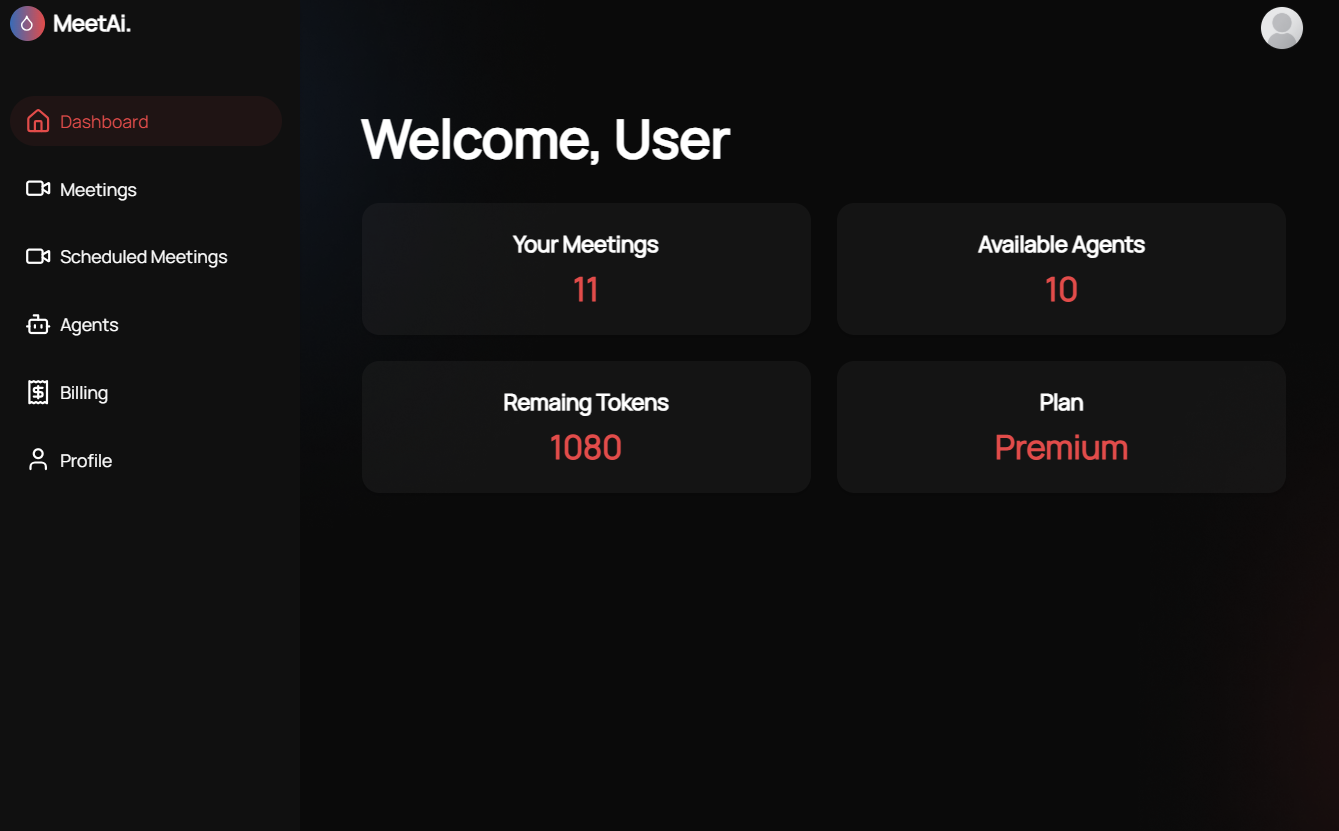 MeetAi.
Dashboard
Meetings
Scheduled Meetings
Agents
Billing
Profile
Welcome, User
Your Meetings
11
Available Agents
10
Remaing Tokens
1080
Plan
Premium